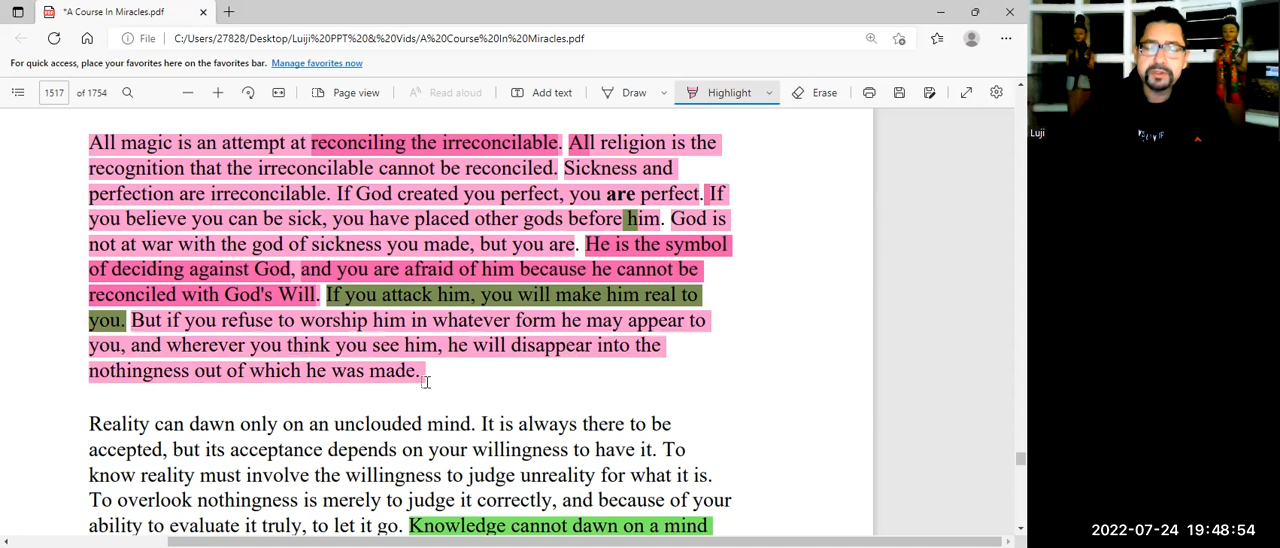 *A Course In Miracles.pdf
File
C:/Users/27828/Desktop/Luiji%20PPT%20&%20Vids/A%20Course%20In%20Miracles.pdf
For quick access, place your favorites here on the favorites bar. Manage favorites now
1517 of 1754
Page view
Read aloud
Add text
Draw
Highlight
Erase
All magic is an attempt at reconciling the irreconcilable. All religion is the
recognition that the irreconcilable cannot be reconciled. Sickness and
perfection are irreconcilable. If God created you perfect, you are perfect. If
you believe you can be sick, you have placed other gods before him. God is
not at war with the god of sickness you made, but you are. He is the symbol
of deciding against God, and you are afraid of him because he cannot be
reconciled with God's Will. If you attack him, you will make him real to
you. But if you refuse to worship him in whatever form he may appear to
you, and wherever you think you see him, he will disappear into the
nothingness out of which he was made.
Reality can dawn only on an unclouded mind. It is always there to be
accepted, but its acceptance depends on your willingness to have it. To
know reality must involve the willingness to judge unreality for what it is.
To overlook nothingness is merely to judge it correctly, and because of your
ability to evaluate it truly, to let it go. Knowledge cannot dawn on a mind
Luji
2022-07-24 19:48:54